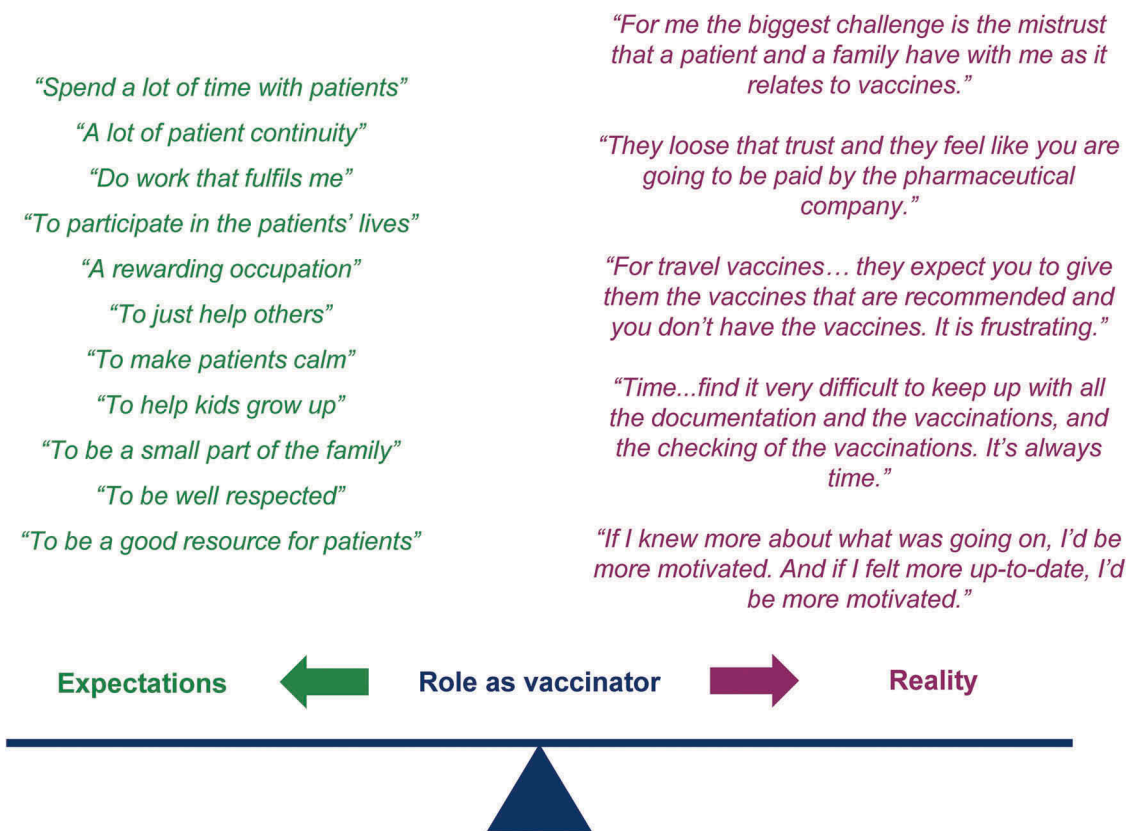 “Spend a lot of time with patients”
“A lot of patient continuity”
“Do work that fulfils me”
“To participate in the patients’ lives”
“A rewarding occupation”
“To just help others”
“To make patients calm”
“To help kids grow up”
“To be a small part of the family”
“To be well respected”
“To be a good resource for patients”
“For me the biggest challenge is the mistrust
that a patient and a family have with me as it
relates to vaccines.”
“They loose that trust and they feel like you are
going to be paid by the pharmaceutical
company.”
“For travel vaccines… they expect you to give
them the vaccines that are recommended and
you don’t have the vaccines. It is frustrating.”
“Time...find it very difficult to keep up with all
the documentation and the vaccinations, and
the checking of the vaccinations. It’s always
time.”
“If I knew more about what was going on, I’d be
more motivated. And if I felt more up-to-date, I’d
be more motivated.”
Expectations
Role as vaccinator
Reality